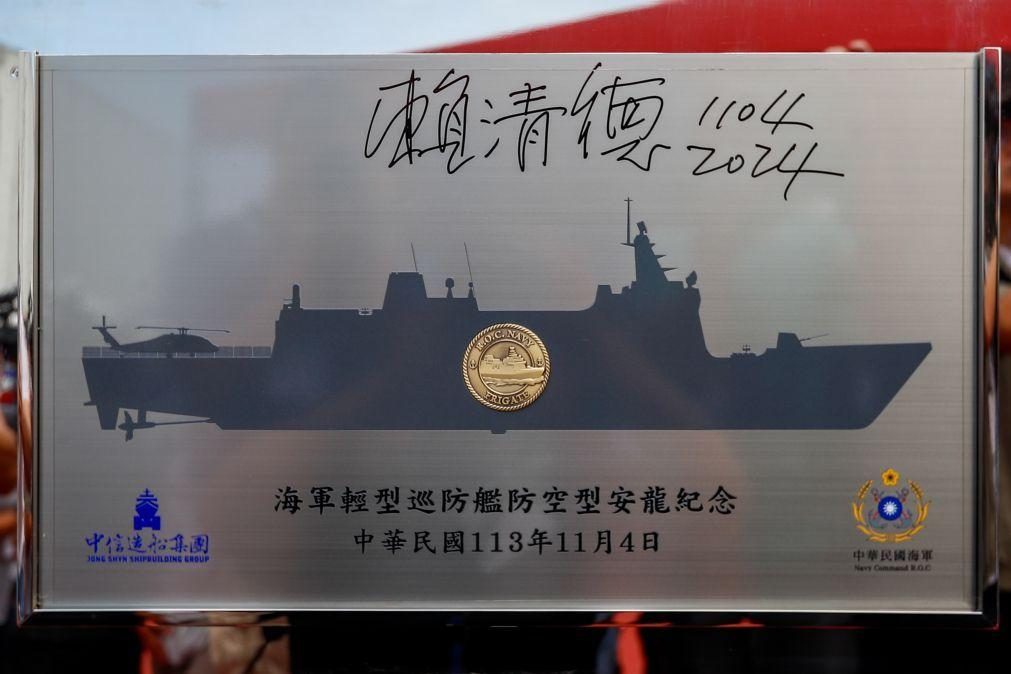 賴清德 1104
2024
R.O.C. NAVY
FRIGATE
海軍輕型巡防艦防空型安龍紀念
中華民國113年11月4日
中信造船集團
JONG SHYN SHIPBUILDING GROUP
中華民國海軍
Navy Command R.O.C